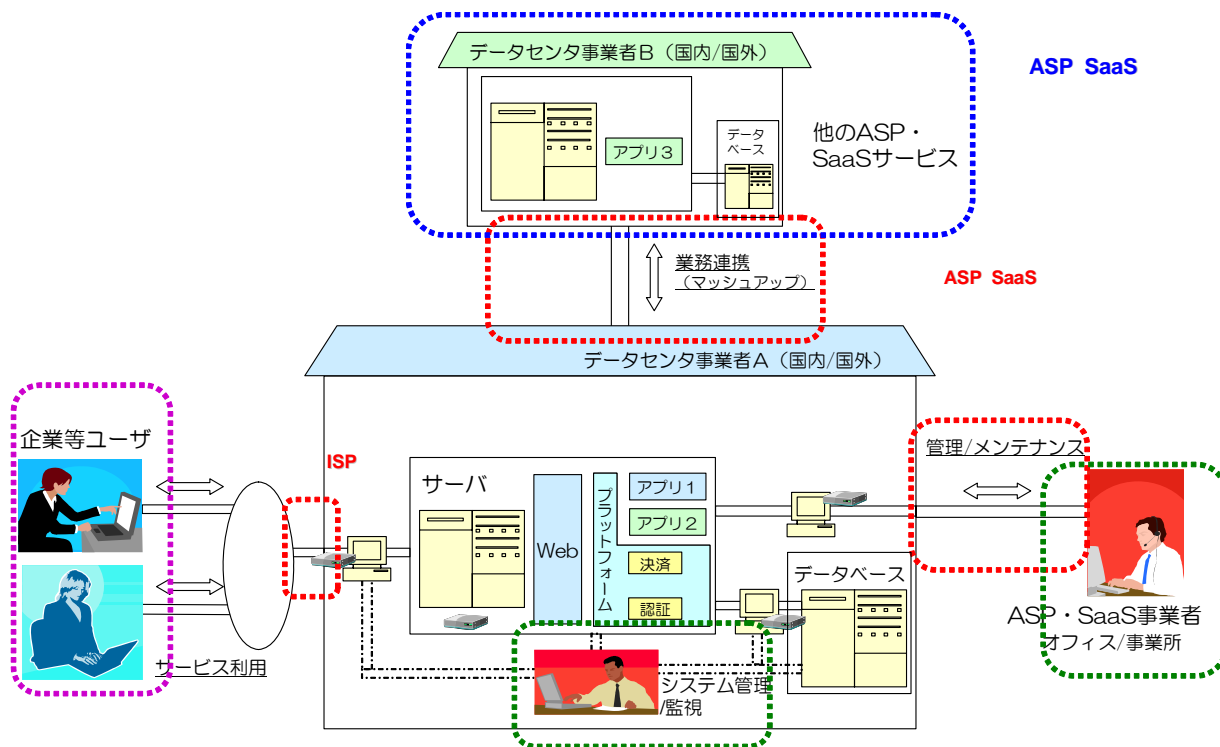 データセンタ事業者B（国内/国外）
ASP SaaS
データ
ベース
アプリ3
他のASP・
SaaSサービス
業務連携
（マッシュアップ）
ASP SaaS
データセンタ事業者A（国内/国外）
企業等ユーザ
ISP
サーバ
Web
プラットフォーム
アプリ1
アプリ2
決済
認証
管理/メンテナンス
データベース
サービス利用
システム管理
/監視
ASP・SaaS事業者
オフィス/事業所